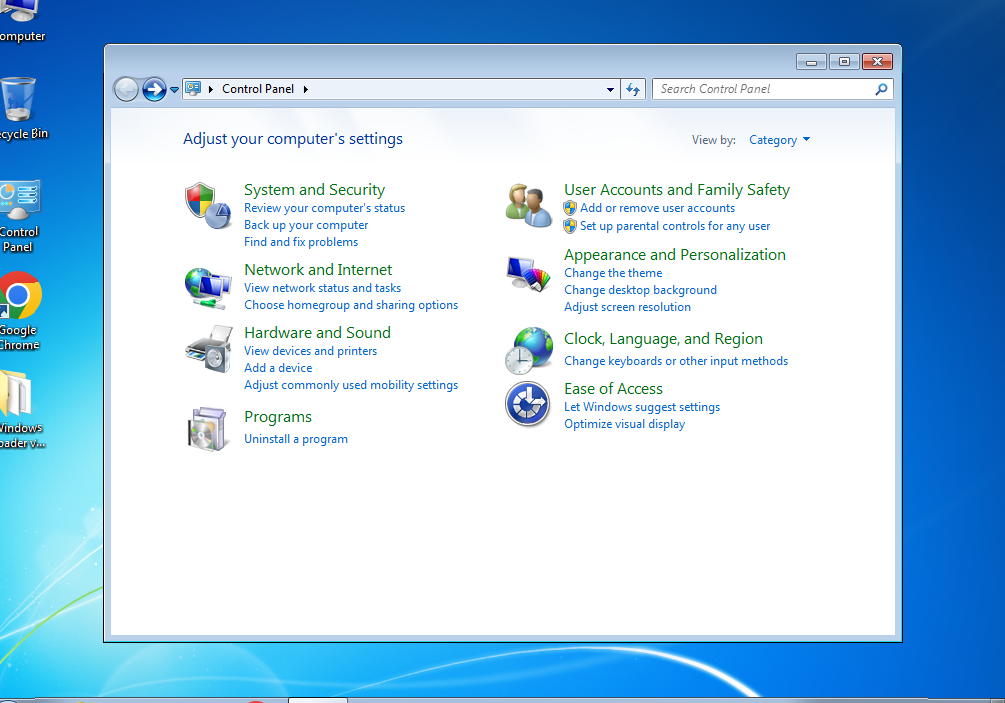 omputer
ecycle Bin
Control
Panel
Google
Chrome
Windows
oader v...
Control Panel
Search Control Panel
Adjust your computer's settings
View by: Category
System and Security
Review your computer's status
Back up your computer
Find and fix problems
Network and Internet
View network status and tasks
Choose homegroup and sharing options
Hardware and Sound
View devices and printers
Add a device
Adjust commonly used mobility settings
Programs
Uninstall a program
User Accounts and Family Safety
Add or remove user accounts
Set up parental controls for any user
Appearance and Personalization
Change the theme
Change desktop background
Adjust screen resolution
Clock, Language, and Region
Change keyboards or other input methods
Ease of Access
Let Windows suggest settings
Optimize visual display